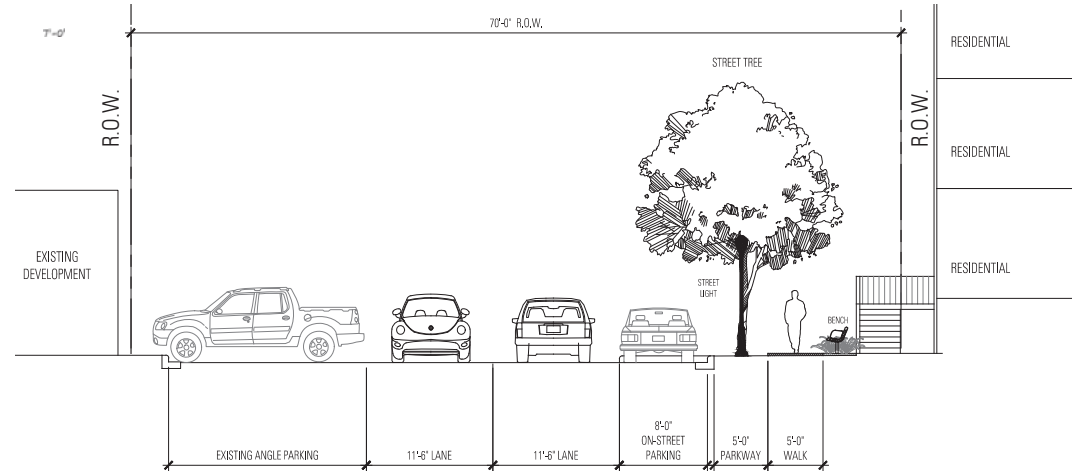 7'-0"
70'-0" R.O.W.
R.O.W.
R.O.W.
STREET TREE
RESIDENTIAL
RESIDENTIAL
RESIDENTIAL
EXISTING
DEVELOPMENT
STREET
LIGHT
BENCH
EXISTING ANGLE PARKING
11'-6" LANE
11'-6" LANE
8'-0"
ON-STREET
PARKING
5'-0"
PARKWAY
5'-0"
WALK